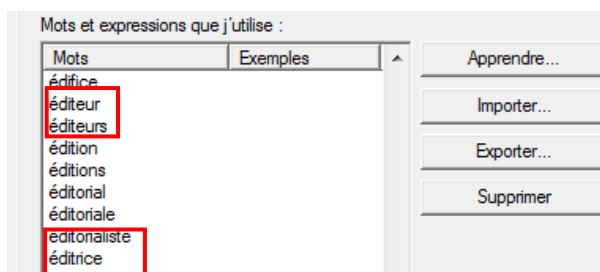 Mots et expressions que j'utilise :
Mots Exemples
édifice
éditeur
éditeurs
édition
éditions
éditorial
éditoriale
éditorialiste
éditrice
Apprendre...
Importer...
Exporter...
Supprimer